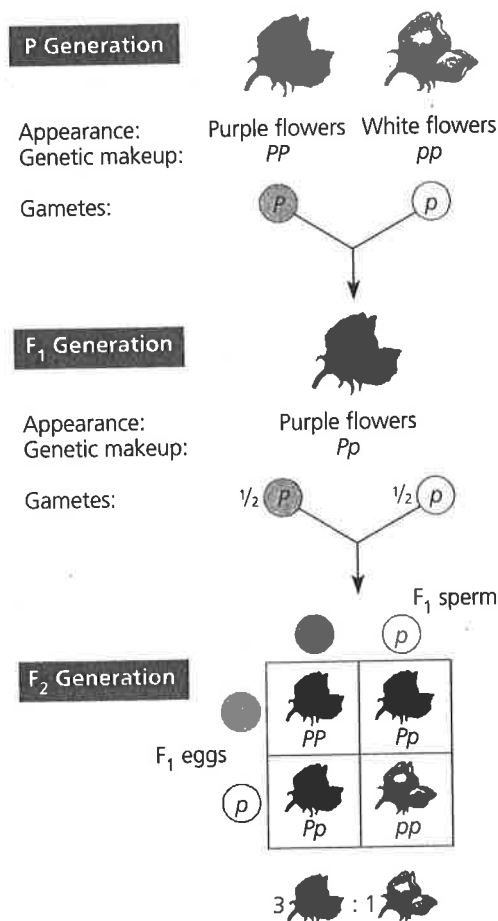 P Generation
Appearance: Purple flowers White flowers
Genetic makeup: PP pp
Gametes: P p
F₁ Generation
Appearance: Purple flowers
Genetic makeup: Pp
Gametes: ½ P ½ p
F₁ sperm
p
F₂ Generation
PP Pp
F₁ eggs
p
Pp pp
3 : 1